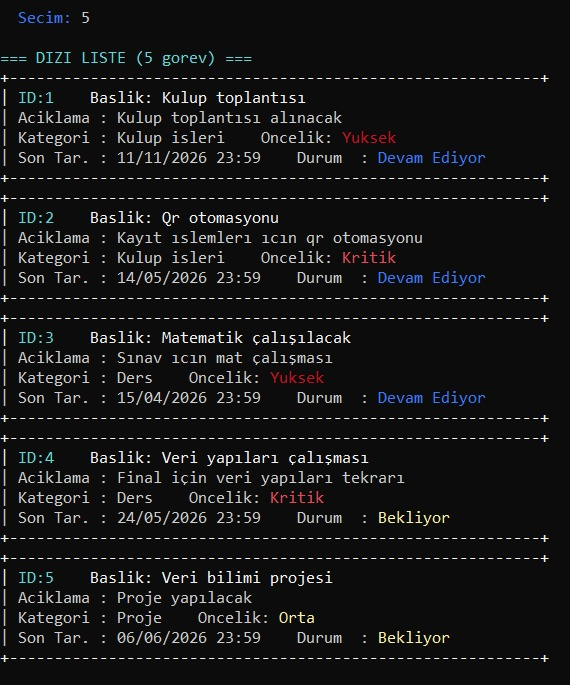 Secim: 5
=== DIZI LISTE (5 gorev) ===
+-----------------------------------------------------------+
| ID:1    Baslik: Kulup toplantısı
| Aciklama : Kulup toplantısı alınacak
| Kategori : Kulup isleri    Oncelik: Yuksek
| Son Tar. : 11/11/2026 23:59    Durum  : Devam Ediyor
+-----------------------------------------------------------+
+-----------------------------------------------------------+
| ID:2    Baslik: Qr otomasyonu
| Aciklama : Kayıt ıslemlerı ıcın qr otomasyonu
| Kategori : Kulup isleri    Oncelik: Kritik
| Son Tar. : 14/05/2026 23:59    Durum  : Devam Ediyor
+-----------------------------------------------------------+
+-----------------------------------------------------------+
| ID:3    Baslik: Matematik çalışılacak
| Aciklama : Sınav ıcın mat çalışması
| Kategori : Ders    Oncelik: Yuksek
| Son Tar. : 15/04/2026 23:59    Durum  : Devam Ediyor
+-----------------------------------------------------------+
+-----------------------------------------------------------+
| ID:4    Baslik: Veri yapıları çalışması
| Aciklama : Final için veri yapıları tekrarı
| Kategori : Ders    Oncelik: Kritik
| Son Tar. : 24/05/2026 23:59    Durum  : Bekliyor
+-----------------------------------------------------------+
+-----------------------------------------------------------+
| ID:5    Baslik: Veri bilimi projesi
| Aciklama : Proje yapılacak
| Kategori : Proje    Oncelik: Orta
| Son Tar. : 06/06/2026 23:59    Durum  : Bekliyor
+-----------------------------------------------------------+